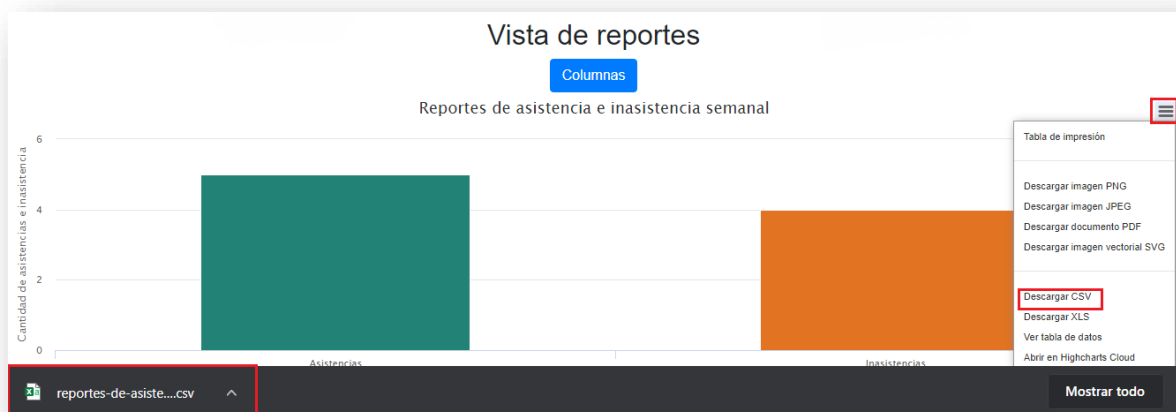 Vista de reportes
Columnas
Reportes de asistencia e inasistencia semanal
Cantidad de asistencias e inasistencia
6
4
2
0
Asistencias
Inasistencias
Tabla de impresión
Descargar imagen PNG
Descargar imagen JPEG
Descargar documento PDF
Descargar imagen vectorial SVG
Descargar CSV
Descargar XLS
Ver tabla de datos
Abrir en Highcharts Cloud
reportes-de-asiste....csv
Mostrar todo